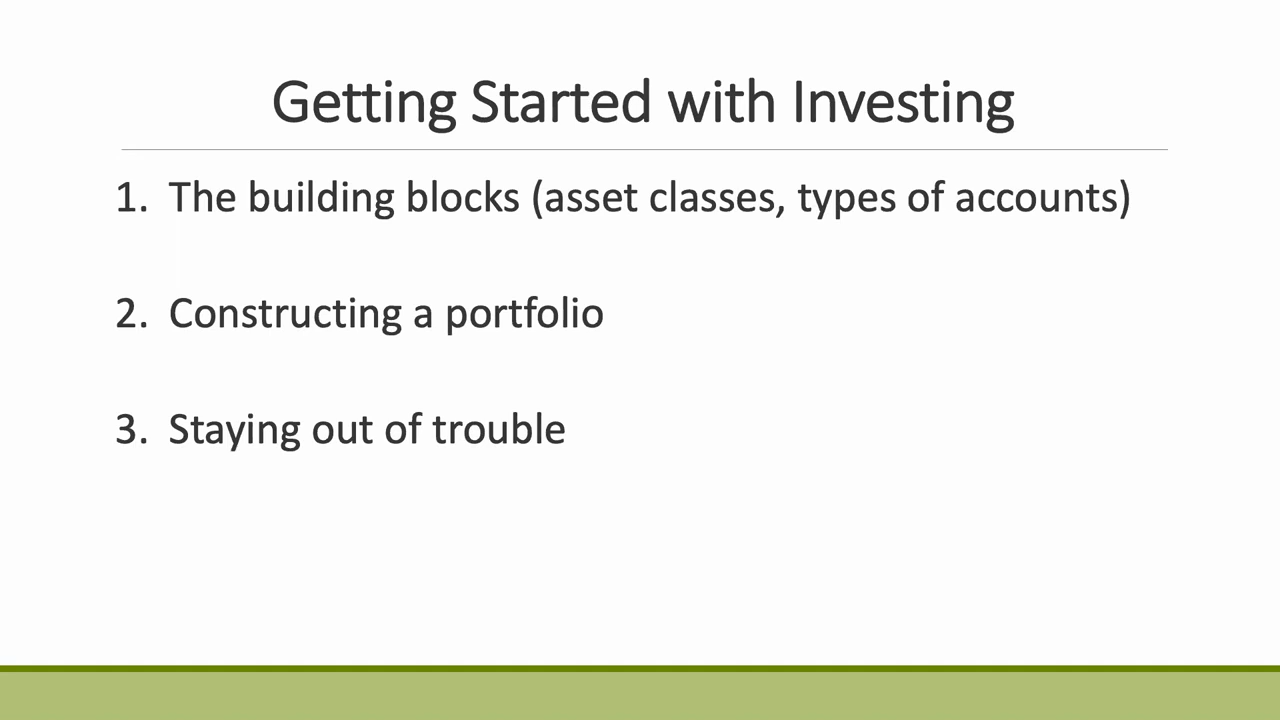 Getting Started with Investing
1. The building blocks (asset classes, types of accounts)
2. Constructing a portfolio
3. Staying out of trouble